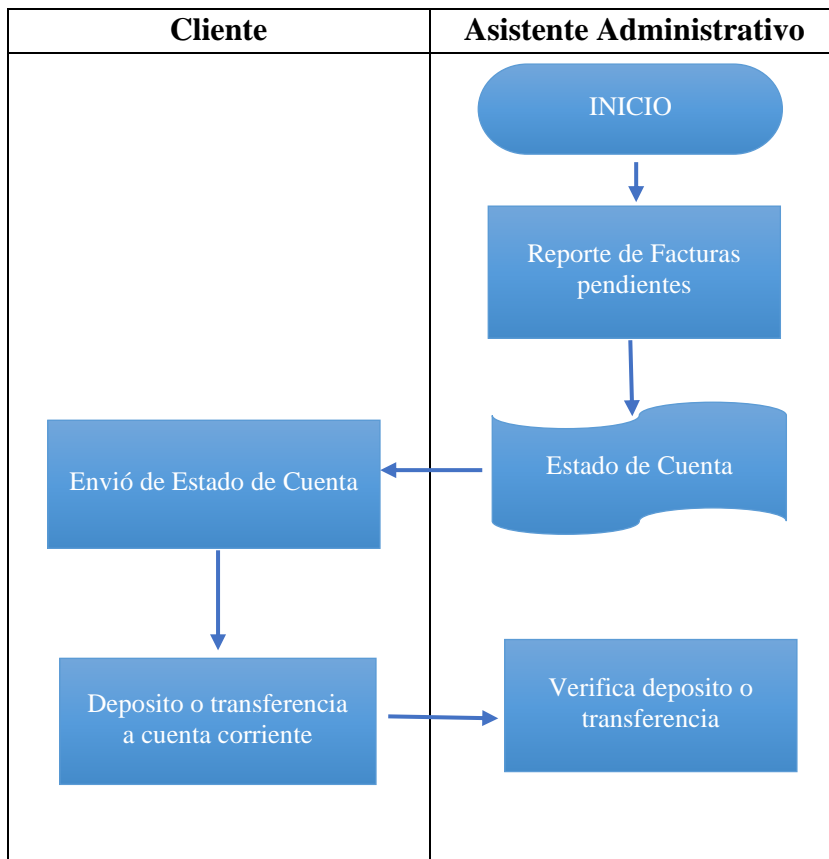 Cliente
Asistente Administrativo
INICIO
Reporte de Facturas
pendientes
Estado de Cuenta
Envió de Estado de Cuenta
Deposito o transferencia
a cuenta corriente
Verifica deposito o
transferencia